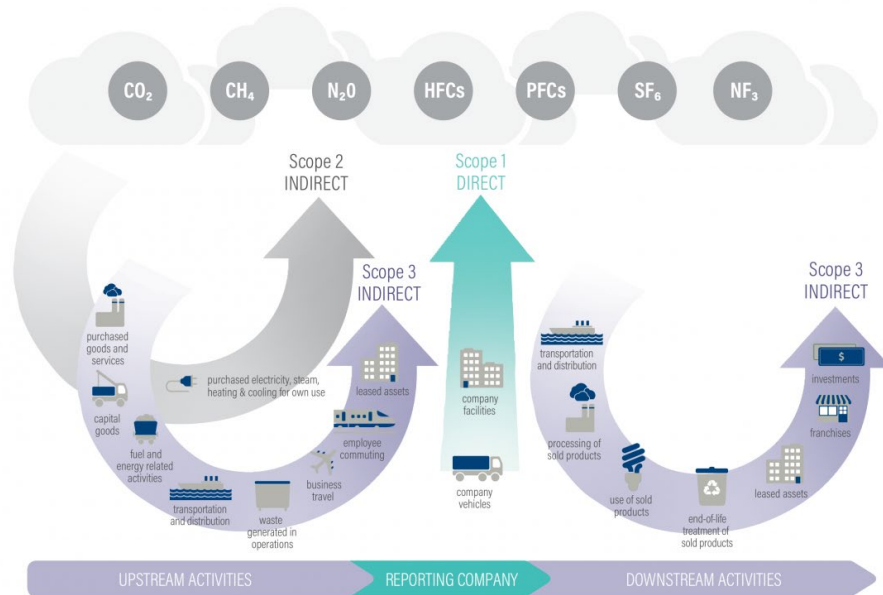 CO₂
CH₄
N₂0
HFCs
PFCs
SF₆
NF₃
Scope 2
INDIRECT
Scope 1
DIRECT
Scope 3
INDIRECT
Scope 3
INDIRECT
purchased
goods and
services
capital
goods
fuel and
energy related
activities
transportation
and distribution
waste
generated in
operations
business
travel
employee
commuting
leased assets
purchased electricity, steam,
heating & cooling for own use
company
facilities
company
vehicles
transportation
and distribution
processing of
sold products
use of sold
products
end-of-life
treatment of
sold products
leased assets
franchises
$
investments
UPSTREAM ACTIVITIES
REPORTING COMPANY
DOWNSTREAM ACTIVITIES